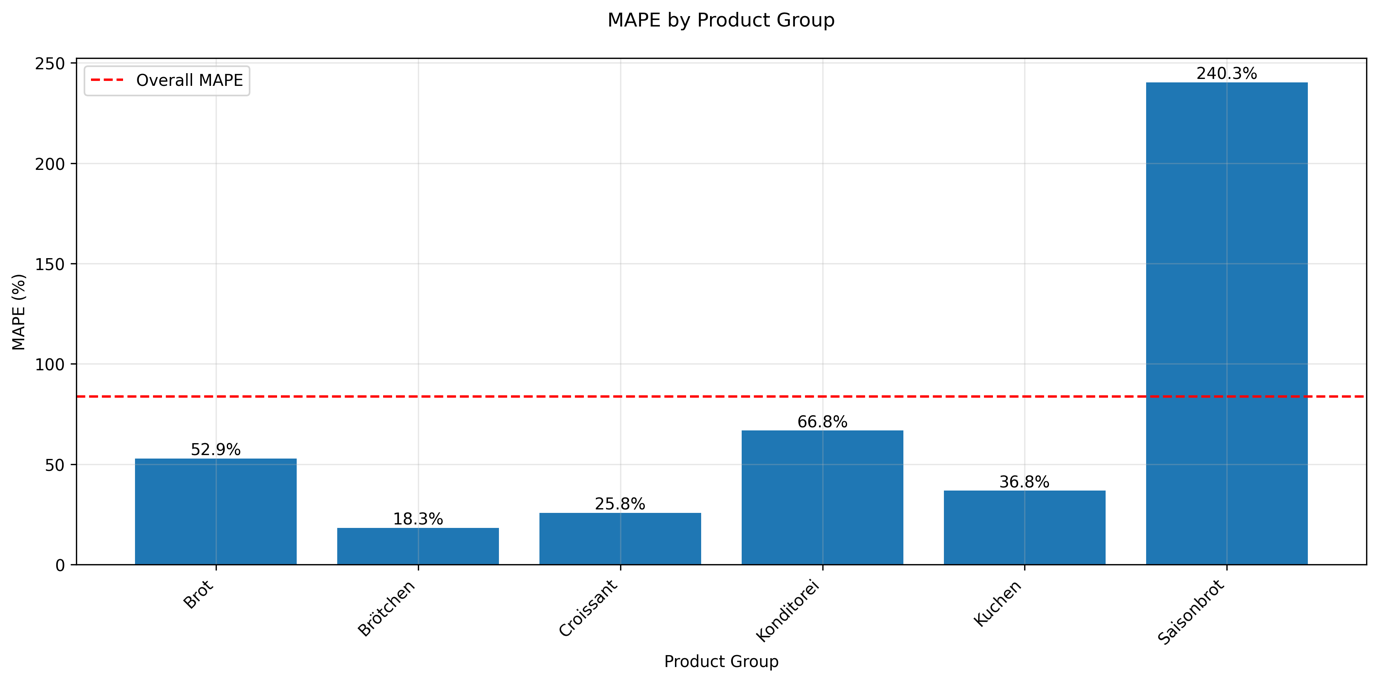 MAPE by Product Group
Overall MAPE
MAPE (%)
250
200
150
100
50
0
52.9%
18.3%
25.8%
66.8%
36.8%
240.3%
Brot
Brötchen
Croissant
Konditorei
Kuchen
Saisonbrot
Product Group